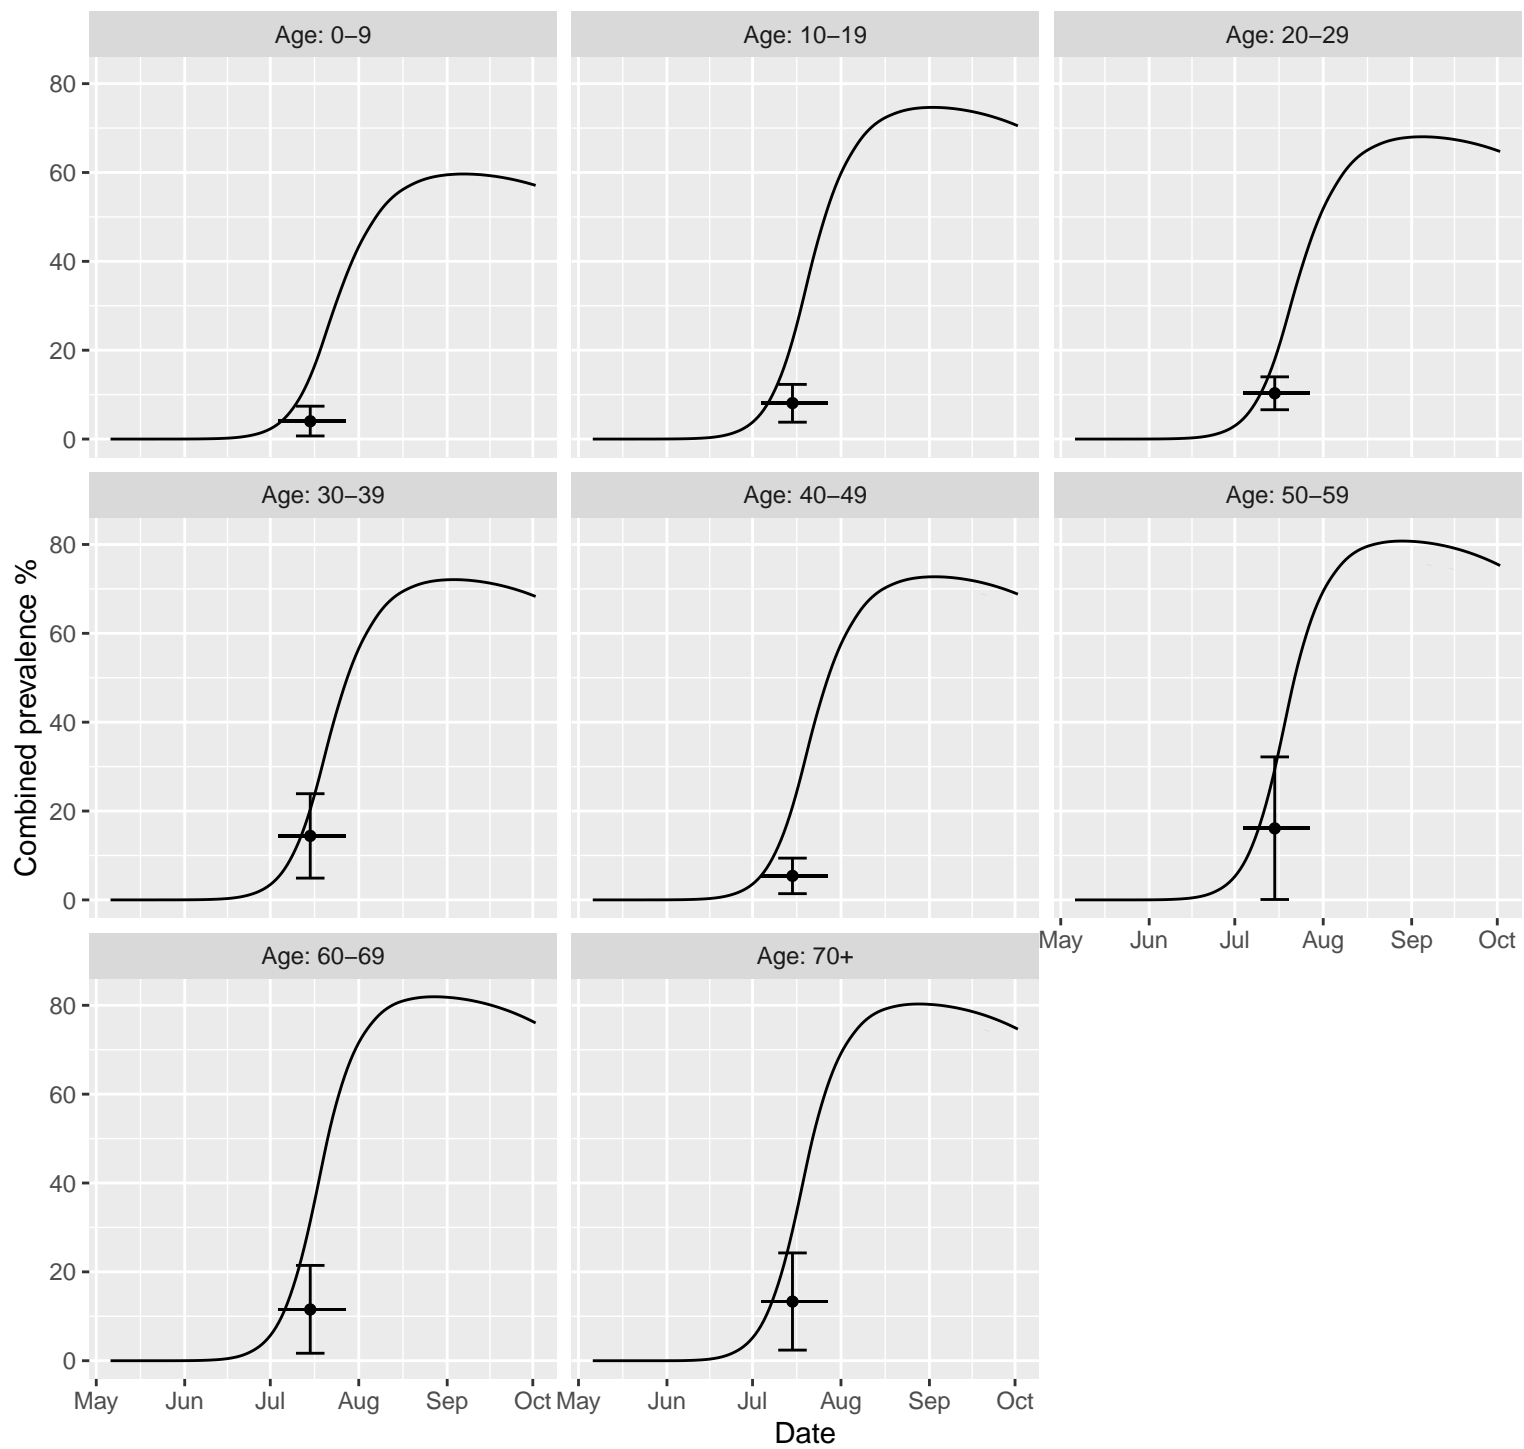 Age: 0–9
Age: 10–19
Age: 20–29
80
60
40
20
0
Age: 30–39
Age: 40–49
Age: 50–59
Combined prevalence %
80
60
40
20
0
May Jun Jul Aug Sep Oct
Age: 60–69
Age: 70+
80
60
40
20
0
May Jun Jul Aug Sep Oct
May Jun Jul Aug Sep Oct
Date